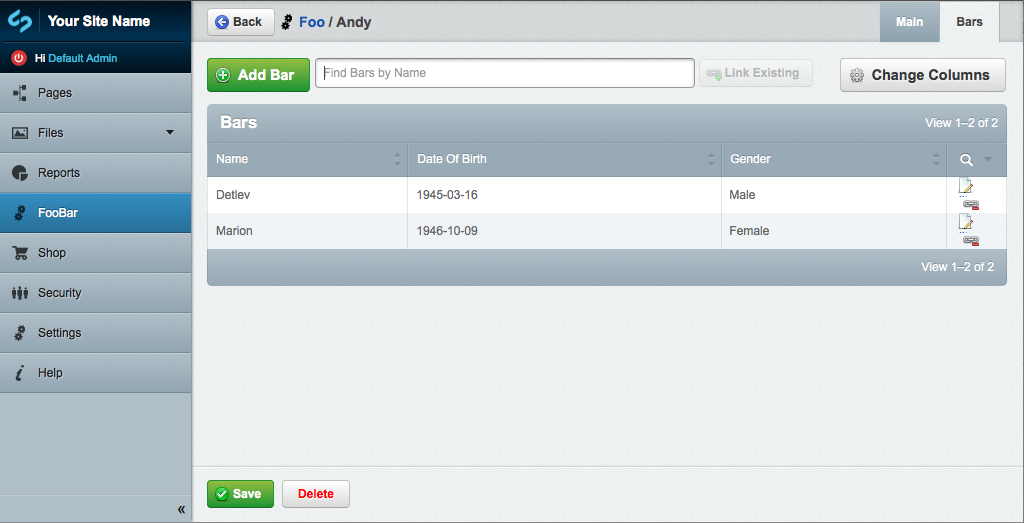 Your Site Name
Hi Default Admin
Pages
Files
Reports
FooBar
Shop
Security
Settings
Help
«
Back
Foo / Andy
Main
Bars
Add Bar
Find Bars by Name
Link Existing
Change Columns
Bars
View 1–2 of 2
Name Date Of Birth Gender
Detlev 1945-03-16 Male
Marion 1946-10-09 Female
View 1–2 of 2
Save
Delete